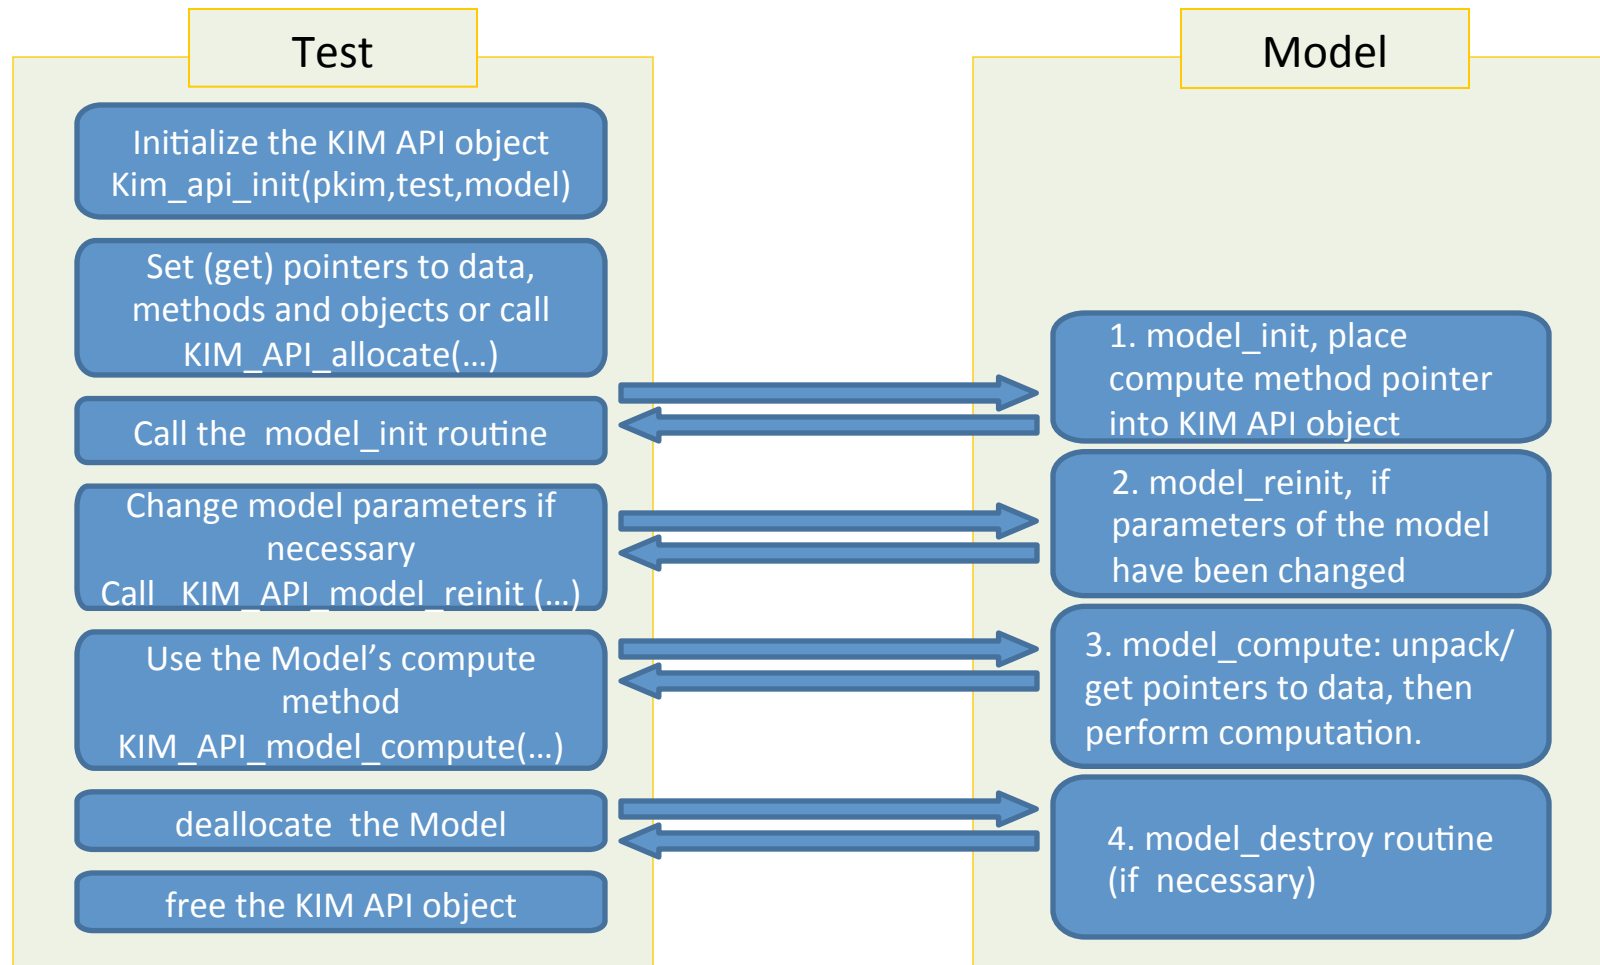 Test
Initialize the KIM API object
Kim_api_init(pkim,test,model)
Set (get) pointers to data,
methods and objects or call
KIM_API_allocate(...)
Call the model_init routine
Change model parameters if
necessary
Call KIM_API_model_reinit (...)
Use the Model's compute
method
KIM_API_model_compute(...)
deallocate the Model
free the KIM API object
Model
1. model_init, place
compute method pointer
into KIM API object
2. model_reinit, if
parameters of the model
have been changed
3. model_compute: unpack/
get pointers to data, then
perform computation.
4. model_destroy routine
(if necessary)